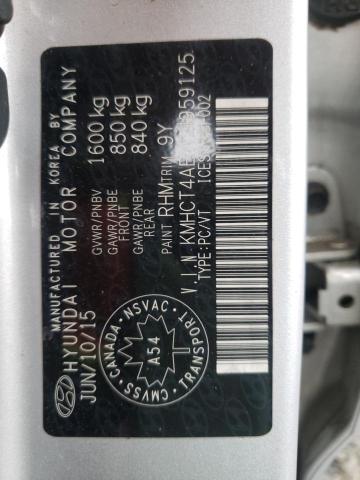 MANUFACTURED IN KOREA BY
HYUNDAI MOTOR COMPANY
JUN/10/15
GVWR/PNBV 1600 kg
GAWR/PNBE FRONT 850 kg
GAWR/PNBE REAR 840 kg
PAINT RHM TRIM 9Y
V.I.N KMHCT4AE 959125
TYPE:PC/VT ICES 002
CANADA · NSVAC · TRANSPORT · CMVSS
A54